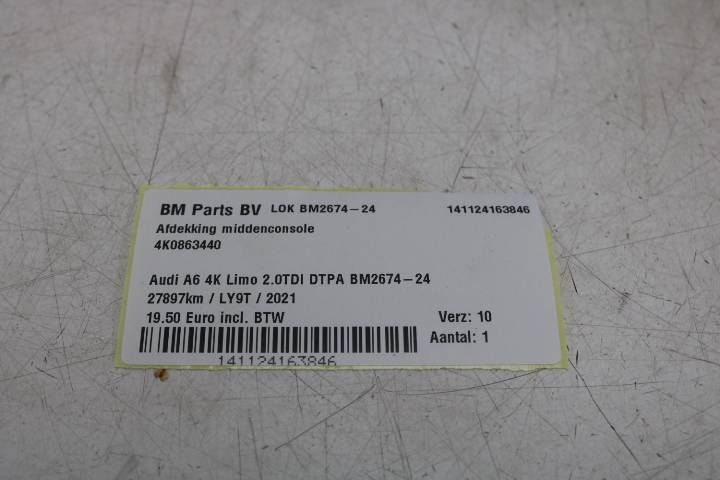 BM Parts BV LOK BM2674-24 141124163846
Afdekking middenconsole
4K0863440
Audi A6 4K Limo 2.0TDI DTPA BM2674-24
27897km / LY9T / 2021
19.50 Euro incl. BTW Verz: 10
Aantal: 1
141124163846